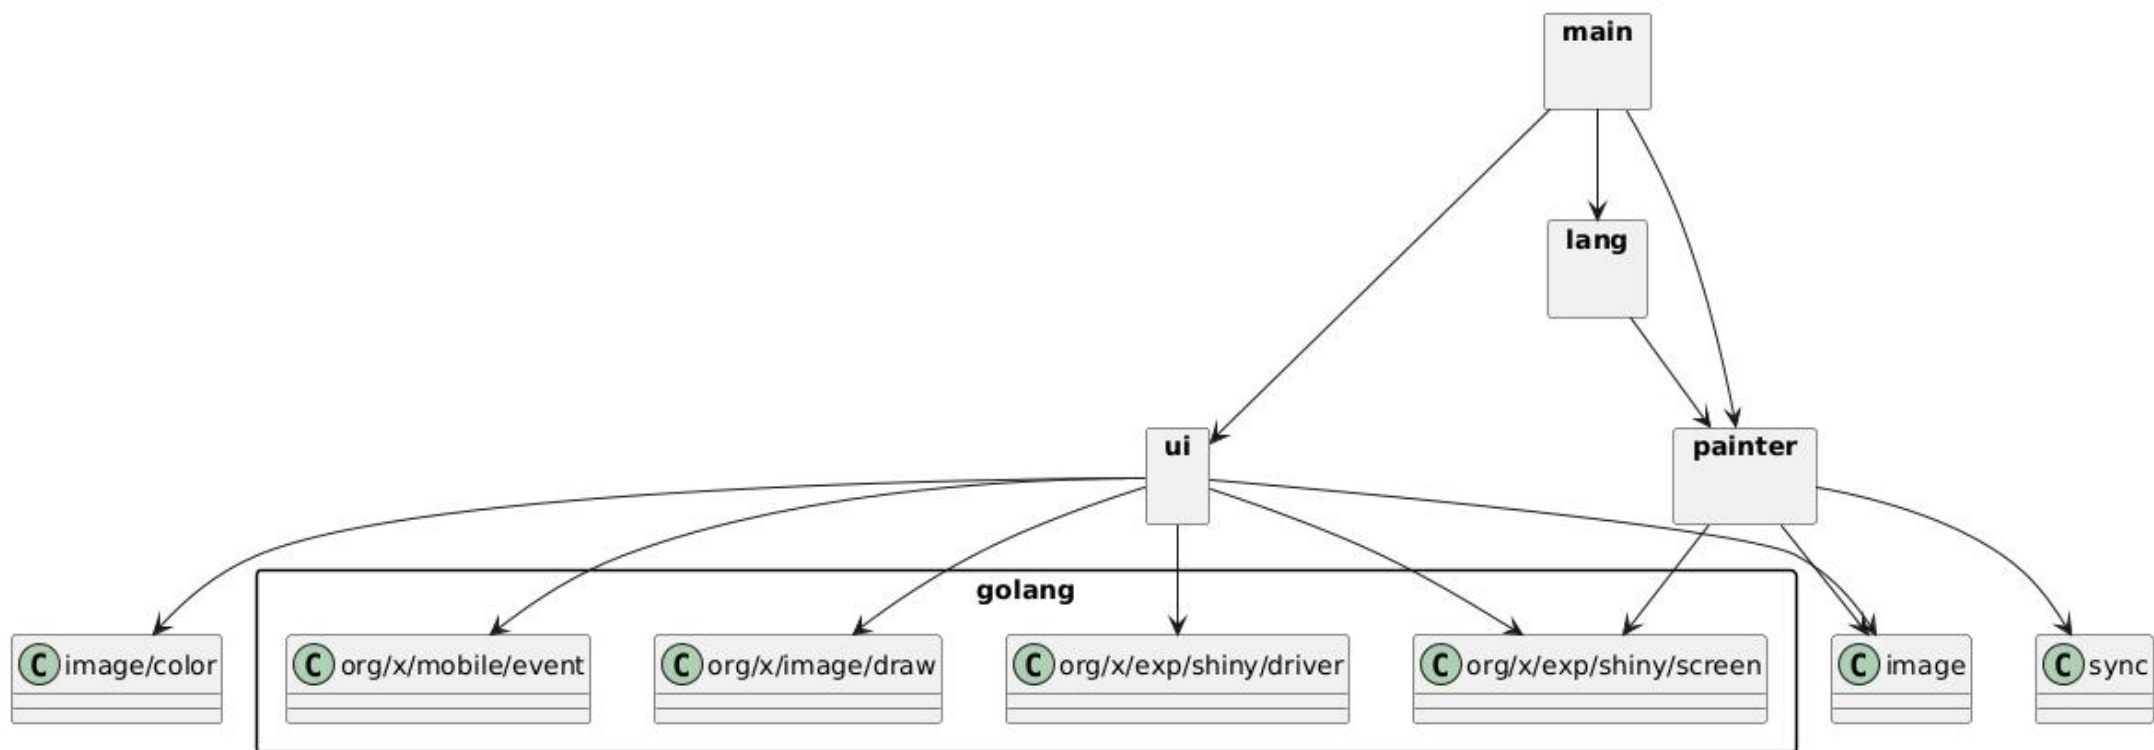 main
lang
ui
painter
golang
C image/color
C org/x/mobile/event
C org/x/image/draw
C org/x/exp/shiny/driver
C org/x/exp/shiny/screen
C image
C sync